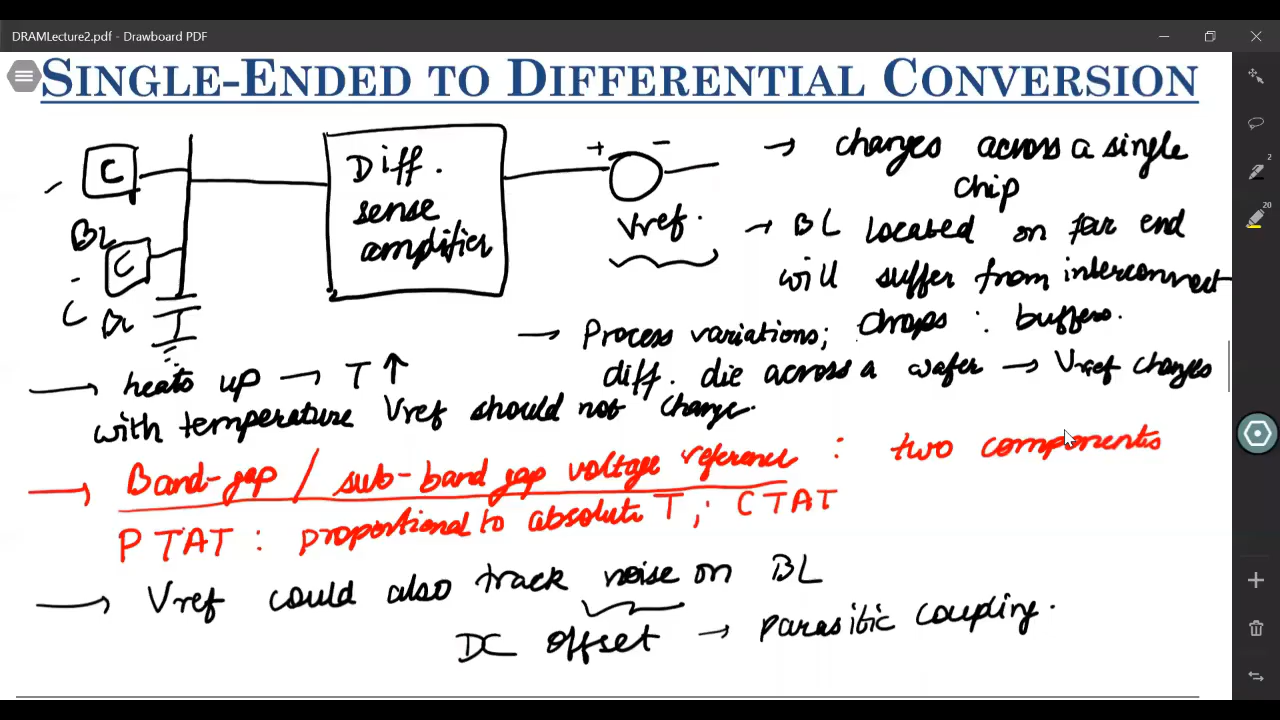 DRAMLecture2.pdf - Drawboard PDF
SINGLE-ENDED TO DIFFERENTIAL CONVERSION
C
BL
C
Diff.
sense
amplifier
+ -
Vref.
→ changes across a single
chip
→ BL located on far end
will suffer from interconnect
drops : buffers.
→ Process variations;
diff. die across a wafer → Vref changes
→ heats up → T ↑
with temperature Vref should not change.
→ Band-gap / sub-band gap voltage reference : two components
PTAT : proportional to absolute T ; CTAT
→ Vref could also track noise on BL
DC offset → parasitic coupling.
2
20